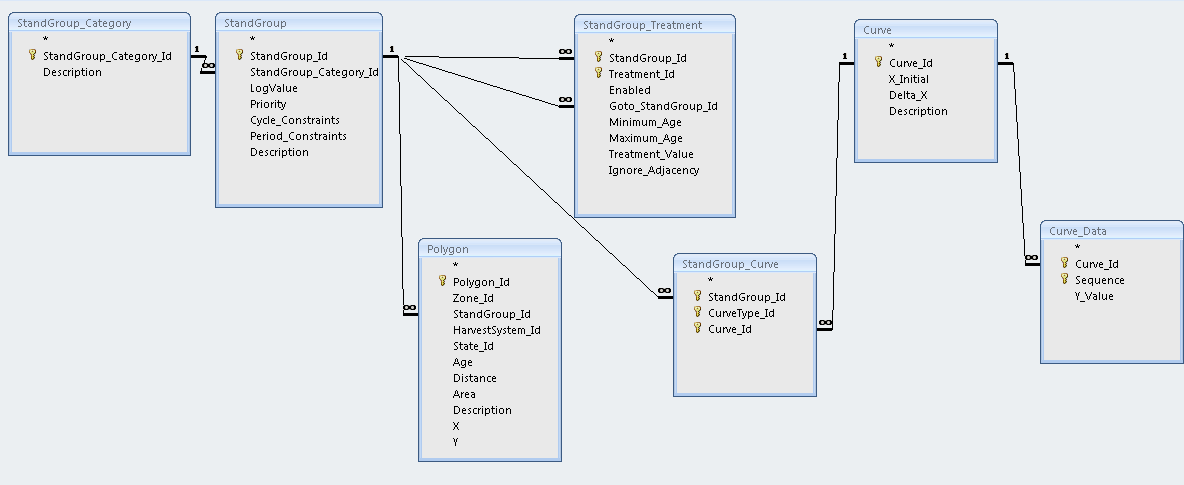 StandGroup_Category
*
StandGroup_Category_Id
Description
1
∞
StandGroup
*
StandGroup_Id
StandGroup_Category_Id
LogValue
Priority
Cycle_Constraints
Period_Constraints
Description
1
∞
∞
StandGroup_Treatment
*
StandGroup_Id
Treatment_Id
Enabled
Goto_StandGroup_Id
Minimum_Age
Maximum_Age
Treatment_Value
Ignore_Adjacency
1
Curve
*
Curve_Id
X_Initial
Delta_X
Description
1
∞
Polygon
*
Polygon_Id
Zone_Id
StandGroup_Id
HarvestSystem_Id
State_Id
Age
Distance
Area
Description
X
Y
∞
StandGroup_Curve
*
StandGroup_Id
CurveType_Id
Curve_Id
∞
∞
Curve_Data
*
Curve_Id
Sequence
Y_Value